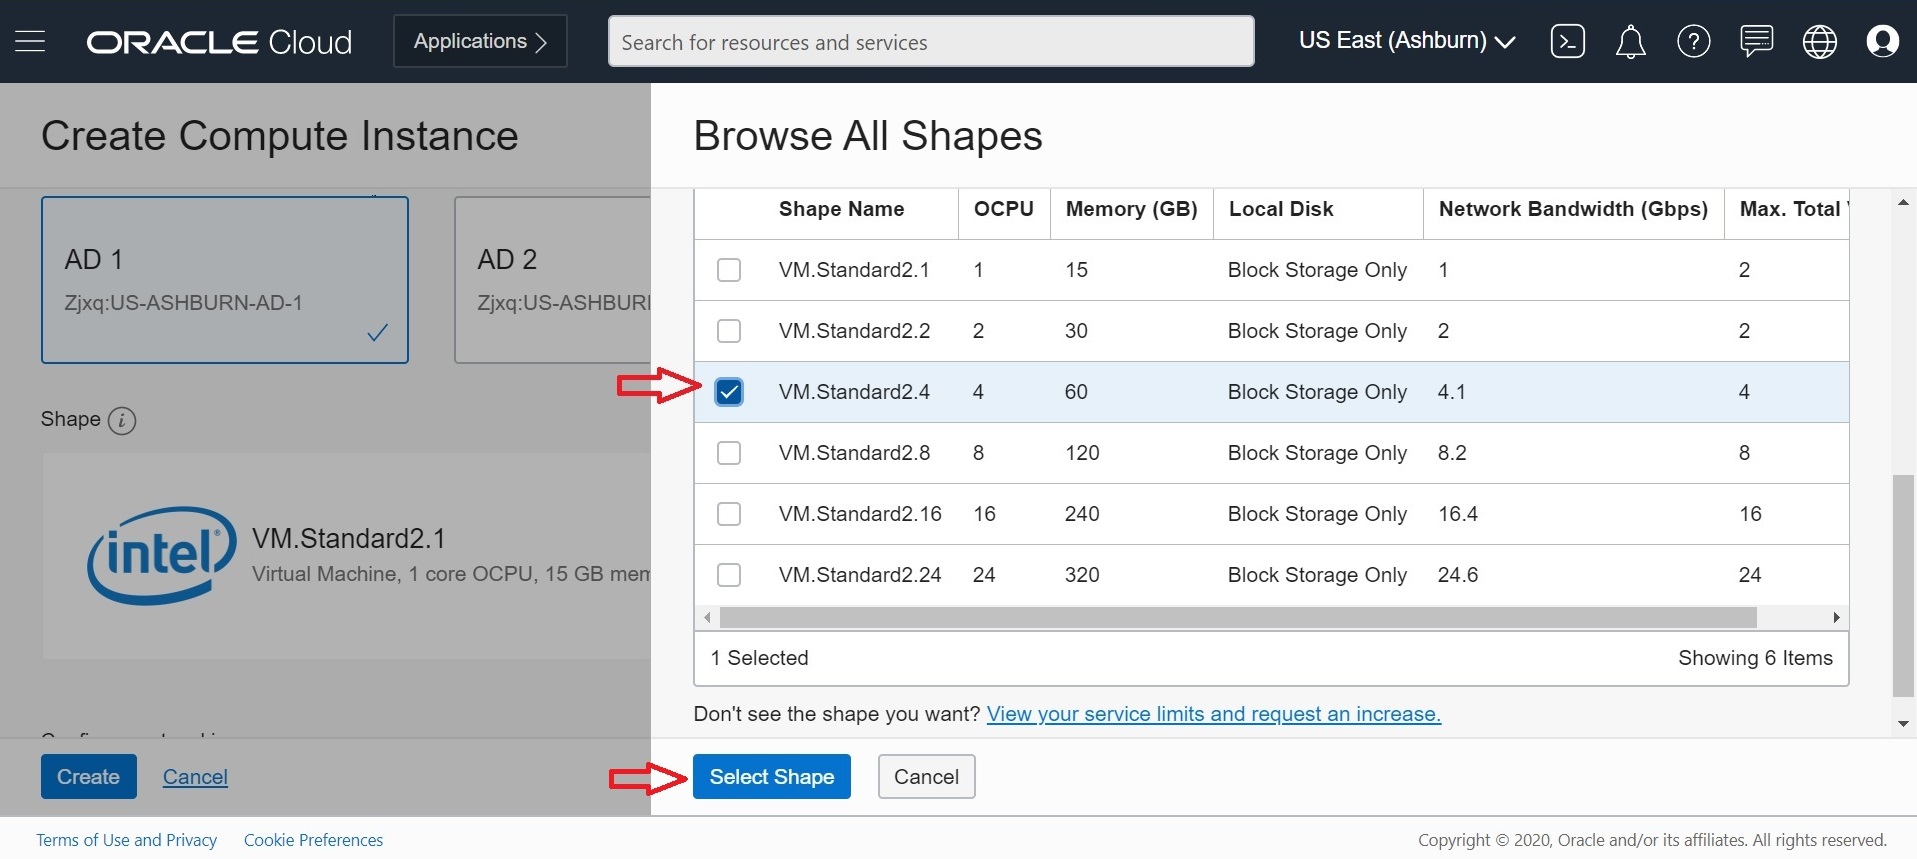 ORACLE Cloud
Applications
Search for resources and services
US East (Ashburn)
Create Compute Instance
AD 1
Zjxq:US-ASHBURN-AD-1
AD 2
Shape
intel
VM.Standard2.1
Virtual Machine, 1 core OCPU, 15 GB
Create Cancel
Browse All Shapes
Shape Name OCPU Memory (GB) Local Disk Network Bandwidth (Gbps) Max. Total
VM.Standard2.1 1 15 Block Storage Only 1 2
VM.Standard2.2 2 30 Block Storage Only 2 2
VM.Standard2.4 4 60 Block Storage Only 4.1 4
VM.Standard2.8 8 120 Block Storage Only 8.2 8
VM.Standard2.16 16 240 Block Storage Only 16.4 16
VM.Standard2.24 24 320 Block Storage Only 24.6 24
1 Selected Showing 6 Items
Don't see the shape you want? View your service limits and request an increase.
Select Shape Cancel
Terms of Use and Privacy Cookie Preferences Copyright © 2020, Oracle and/or its affiliates. All rights reserved.